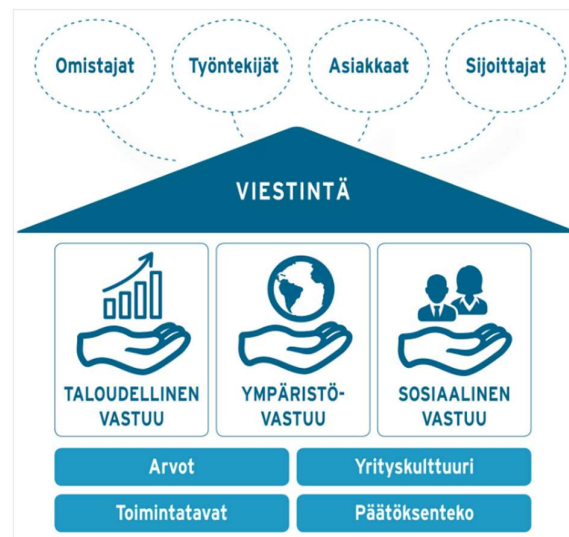 Omistajat
Työntekijät
Asiakkaat
Sijoittajat
VIESTINTÄ
TALOUDELLINEN
VASTUU
YMPÄRISTÖ-
VASTUU
SOSIAALINEN
VASTUU
Arvot
Yrityskulttuuri
Toimintatavat
Päätöksenteko